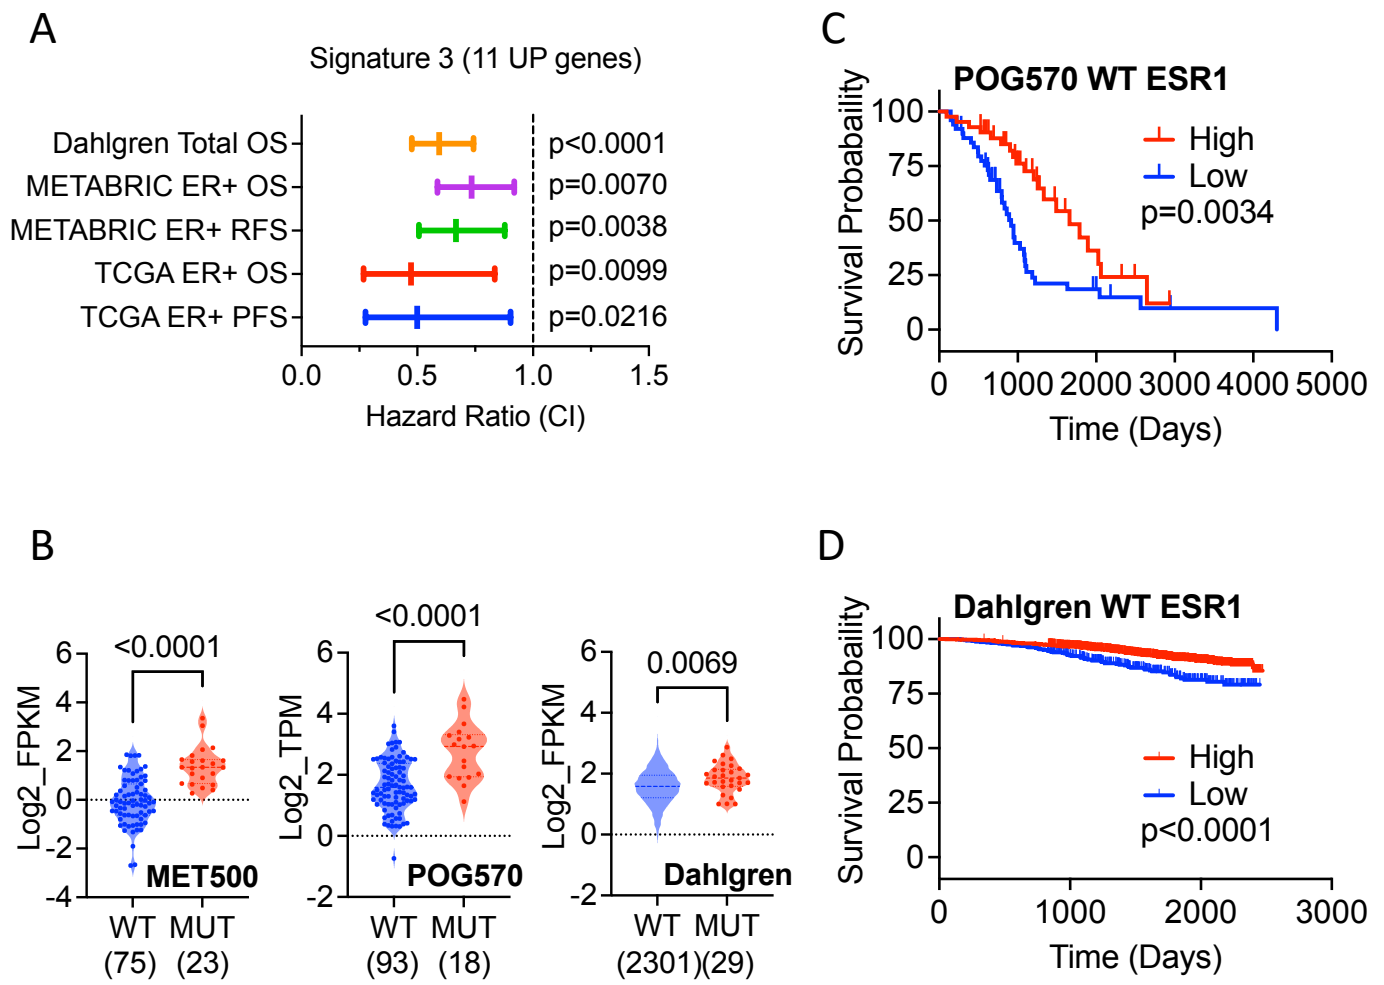 A
Signature 3 (11 UP genes)
Dahlgren Total OS p<0.0001
METABRIC ER+ OS p=0.0070
METABRIC ER+ RFS p=0.0038
TCGA ER+ OS p=0.0099
TCGA ER+ PFS p=0.0216
0.0 0.5 1.0 1.5
Hazard Ratio (CI)
B
<0.0001
Log2_FPKM
6
4
2
0
-2
-4
MET500
WT MUT
(75) (23)
<0.0001
Log2_TPM
6
4
2
0
-2
POG570
WT MUT
(93) (18)
0.0069
Log2_FPKM
6
4
2
0
-2
Dahlgren
WT MUT
(2301) (29)
C
POG570 WT ESR1
Survival Probabaility
100
75
50
25
0
High
Low
p=0.0034
0 1000 2000 3000 4000 5000
Time (Days)
D
Dahlgren WT ESR1
Survival Probabaility
100
75
50
25
0
High
Low
p<0.0001
0 1000 2000 3000
Time (Days)